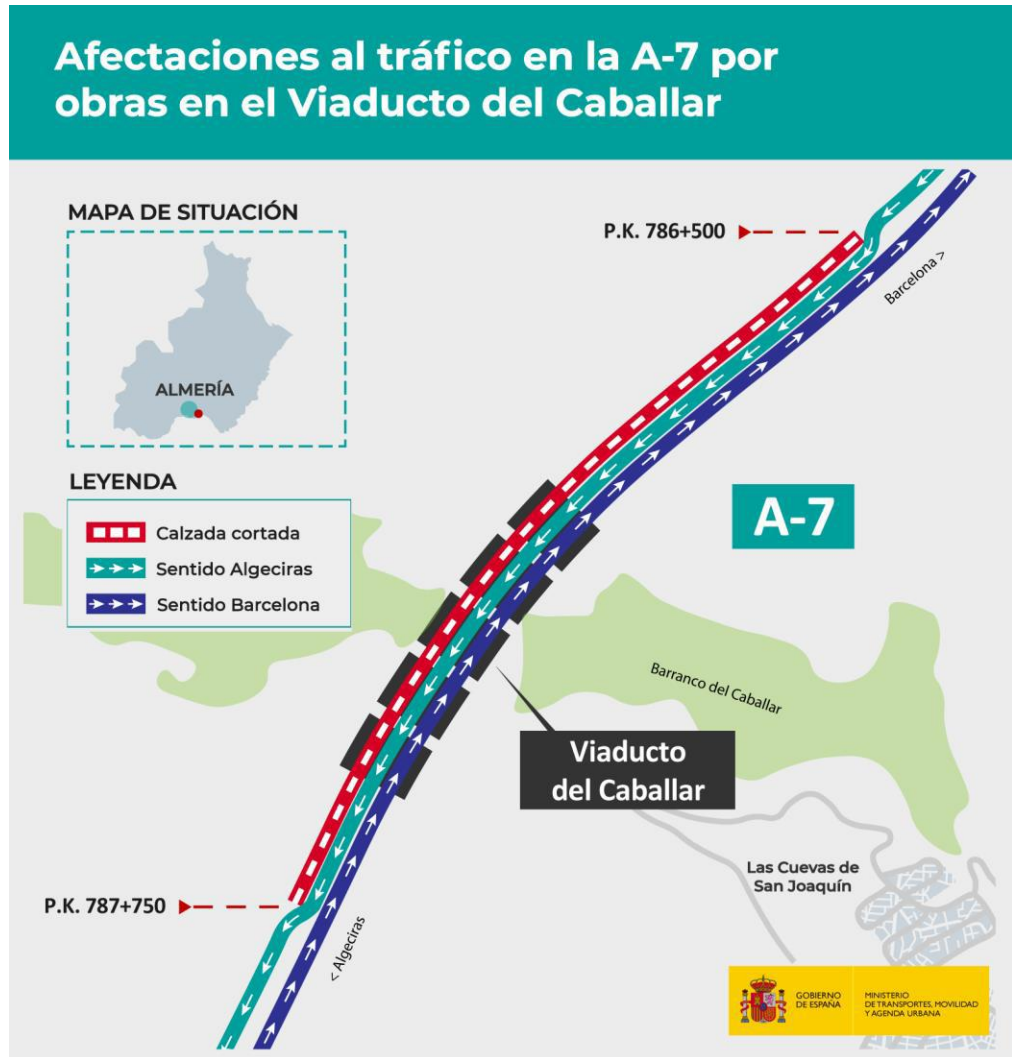 Afectaciones al tráfico en la A-7 por
obras en el Viaducto del Caballar
MAPA DE SITUACIÓN
ALMERÍA
P.K. 786+500
Barcelona >
LEYENDA
Calzada cortada
Sentido Algeciras
Sentido Barcelona
A-7
Barranco del Caballar
Viaducto
del Caballar
Las Cuevas de
San Joaquín
P.K. 787+750
< Algeciras
GOBIERNO
DE ESPAÑA
MINISTERIO
DE TRANSPORTES, MOVILIDAD
Y AGENDA URBANA